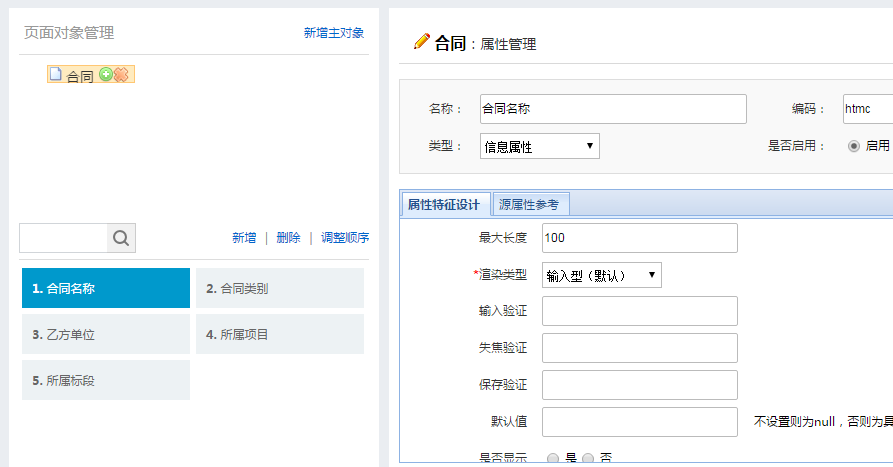 页面对象管理 新增主对象
合同
新增 | 删除 | 调整顺序
1. 合同名称 2. 合同类别
3. 乙方单位 4. 所属项目
5. 所属标段
合同：属性管理
名称： 合同名称 编码： htmc
类型： 信息属性 是否启用： 启用
属性特征设计 源属性参考
最大长度 100
*渲染类型 输入型（默认）
输入验证
失焦验证
保存验证
默认值 不设置则为null，否则为具
是否显示 是 否